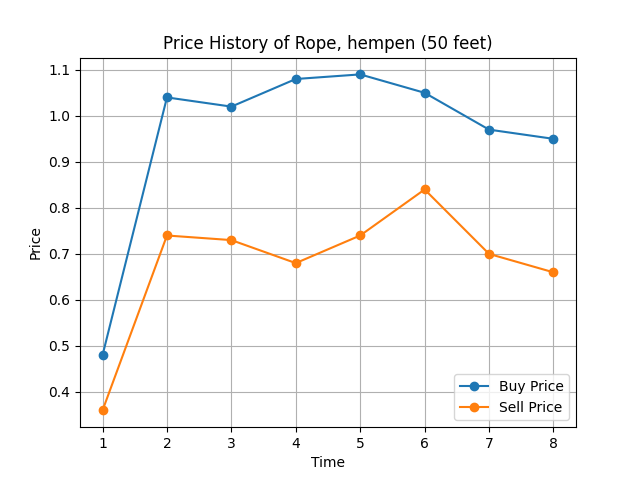 Price History of Rope, hempen (50 feet)
1.1
1.0
0.9
0.8
0.7
0.6
0.5
0.4
Price
Buy Price
Sell Price
1 2 3 4 5 6 7 8
Time